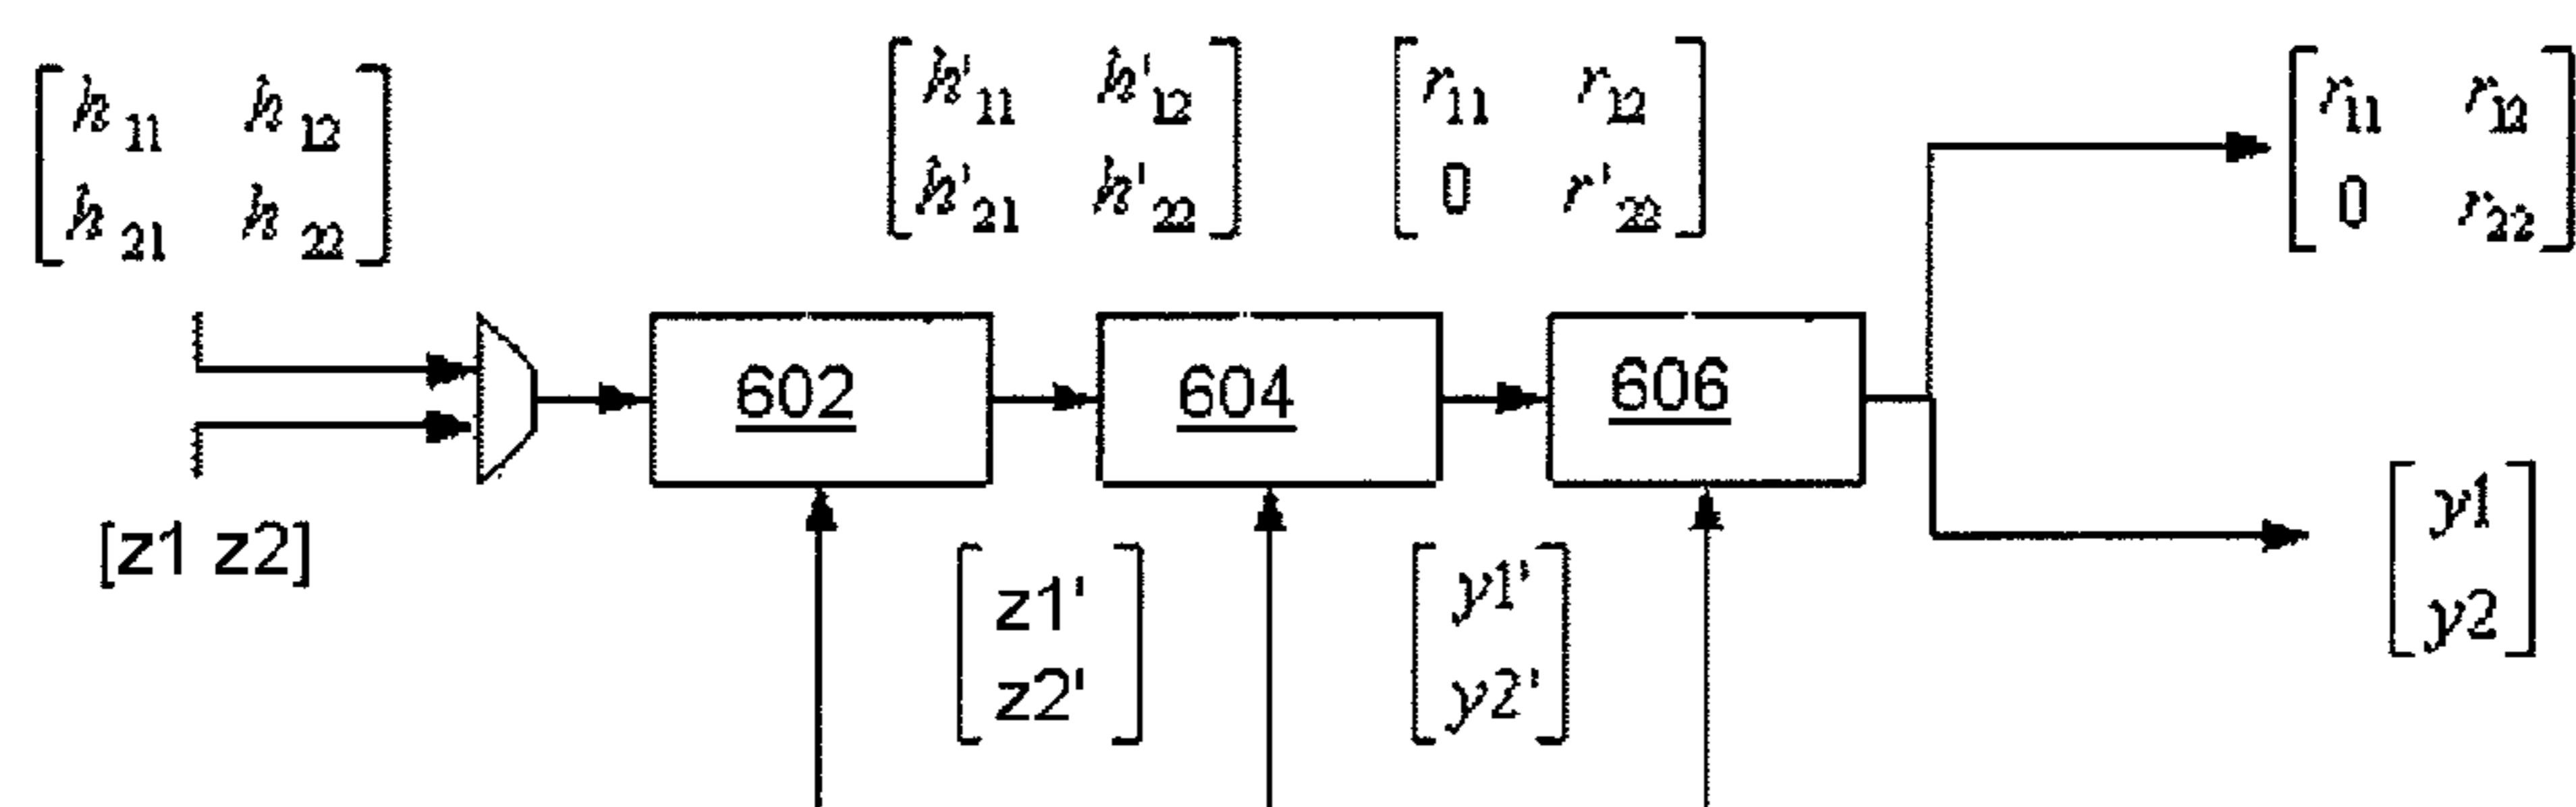 h11 h12
h21 h22
h'11 h'12
h'21 h'22
r11 r12
0 r'22
r11 r12
0 r22
602
604
606
[z1 z2]
z1'
z2'
y1'
y2'
y1
y2